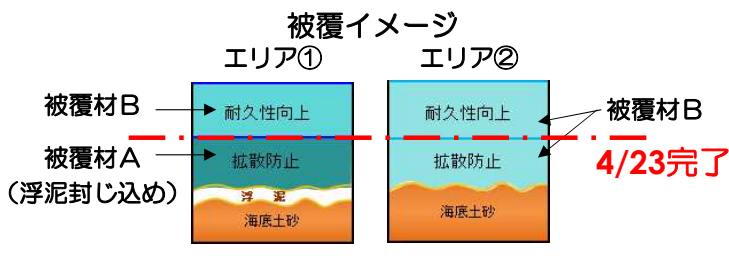 被覆イメージ
エリア①
エリア②
被覆材B
耐久性向上
耐久性向上
被覆材B
被覆材A
(浮泥封じ込め)
拡散防止
拡散防止
4/23完了
浮 泥
海底土砂
海底土砂